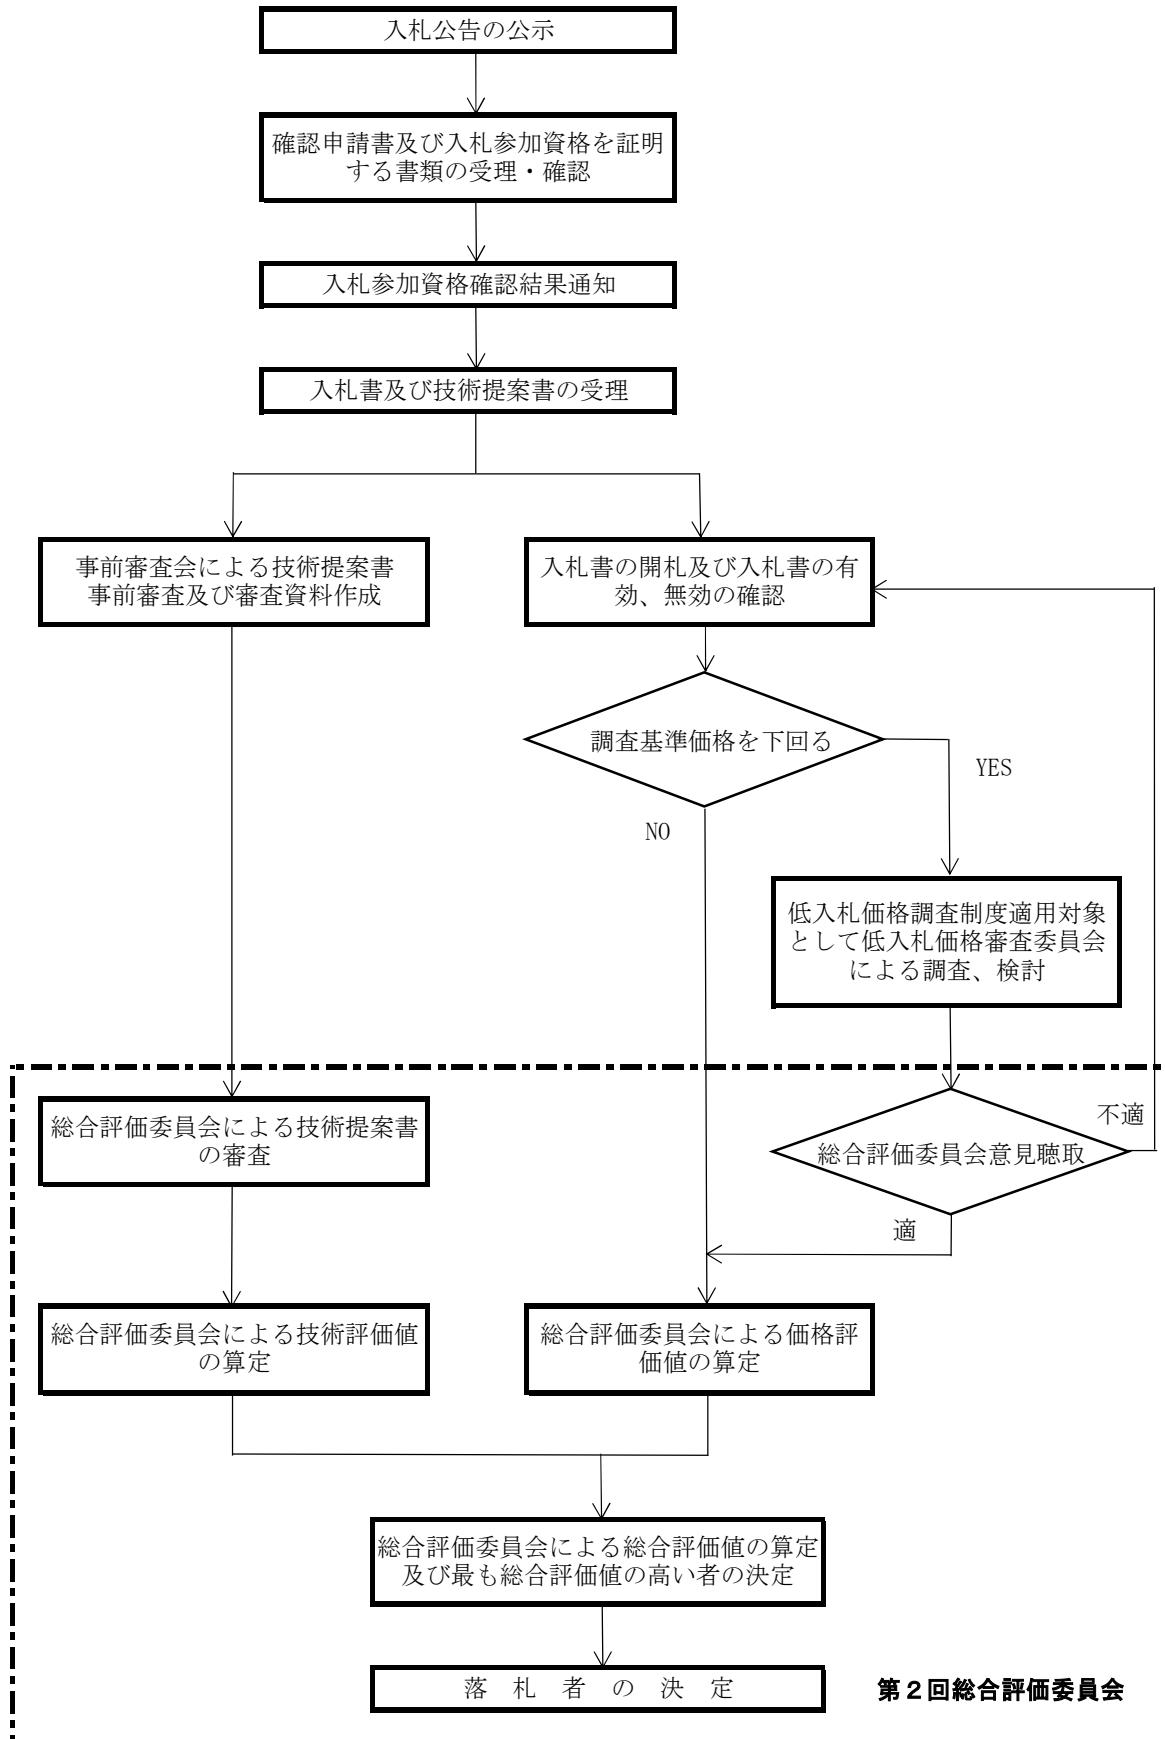 入札公告の公示
確認申請書及び入札参加資格を証明
する書類の受理・確認
入札参加資格確認結果通知
入札書及び技術提案書の受理
事前審査会による技術提案書
事前審査及び審査資料作成
入札書の開札及び入札書の有
効、無効の確認
調査基準価格を下回る
YES
NO
低入札価格調査制度適用対象
として低入札価格審査委員会
による調査、検討
総合評価委員会による技術提案書
の審査
総合評価委員会意見聴取
不適
適
総合評価委員会による技術評価値
の算定
総合評価委員会による価格評
価値の算定
総合評価委員会による総合評価値の算定
及び最も総合評価値の高い者の決定
落　札　者　の　決　定
第２回総合評価委員会